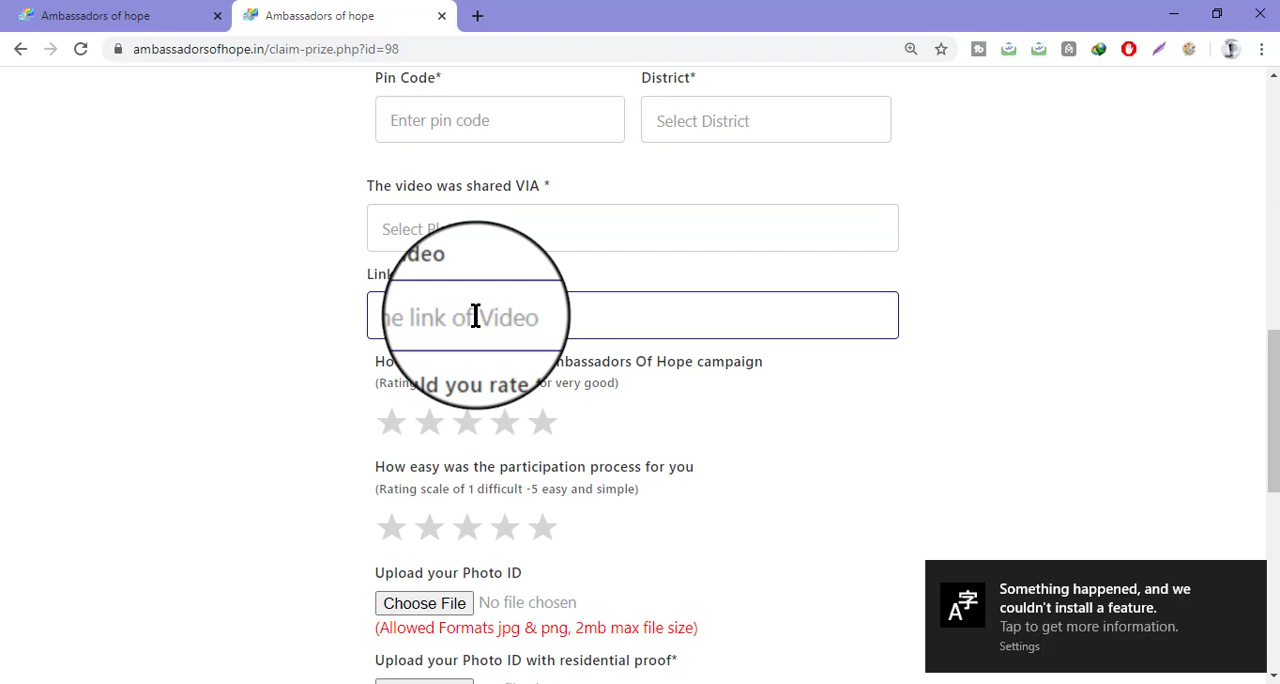 Ambassadors of hope
Ambassadors of hope
ambassadorsofhope.in/claim-prize.php?id=98
Pin Code*
District*
Enter pin code
Select District
The video was shared VIA *
Select
ideo
Link
link of Video
mbassadors Of Hope campaign
(Rating ld you rate for very good)
How easy was the participation process for you
(Rating scale of 1 difficult -5 easy and simple)
Upload your Photo ID
Choose File No file chosen
(Allowed Formats jpg & png, 2mb max file size)
Upload your Photo ID with residential proof*
Something happened, and we
couldn't install a feature.
Tap to get more information.
Settings